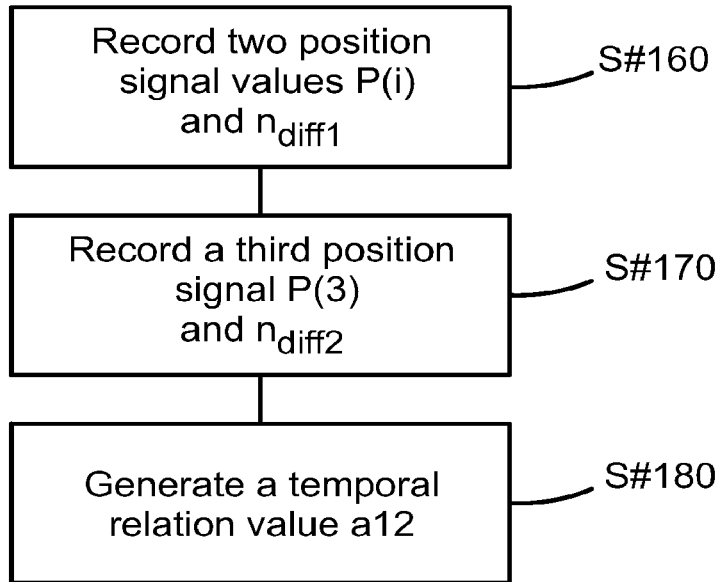 Record two position
signal values P(i)
and n_diff1
S#160
Record a third position
signal P(3)
and n_diff2
S#170
Generate a temporal
relation value a12
S#180